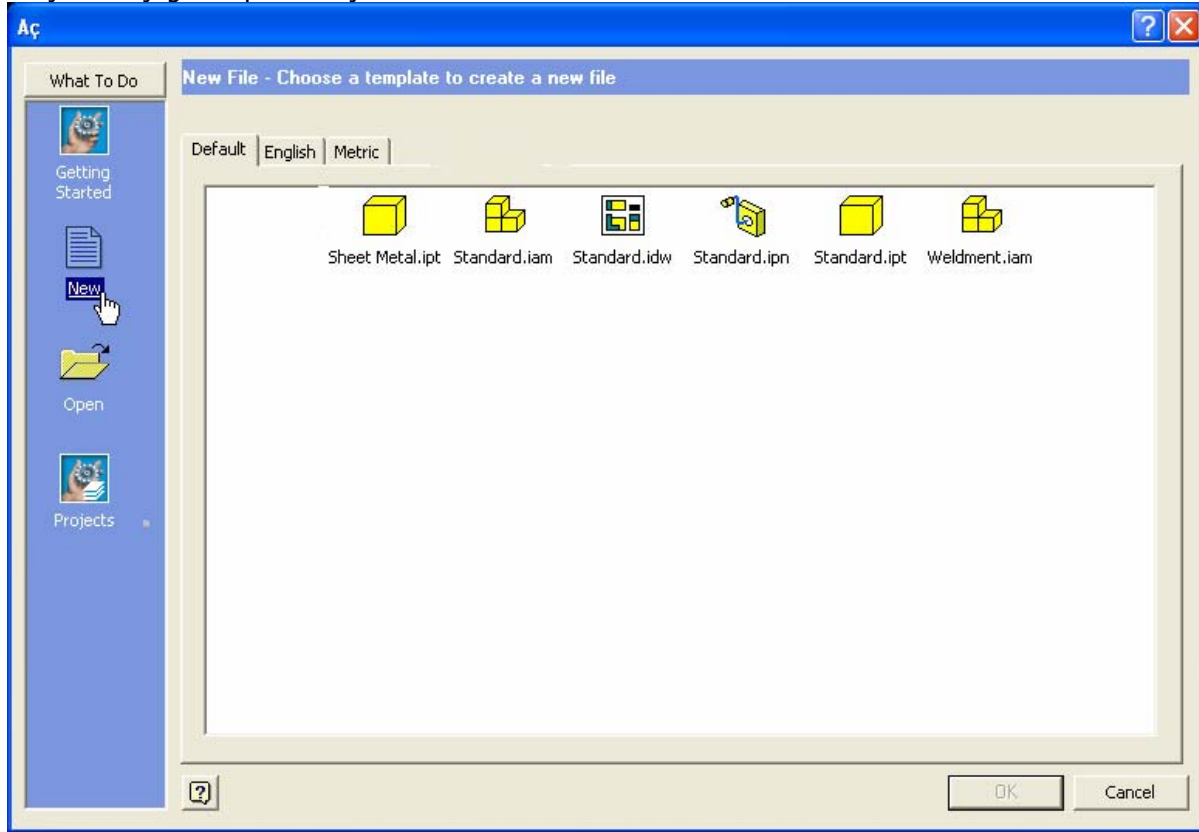 Aç
What To Do
New File - Choose a template to create a new file
Getting
Started
New
Open
Projects
Default English Metric
Sheet Metal.ipt Standard.iam Standard.idw Standard.ipn Standard.ipt Weldment.iam
OK Cancel